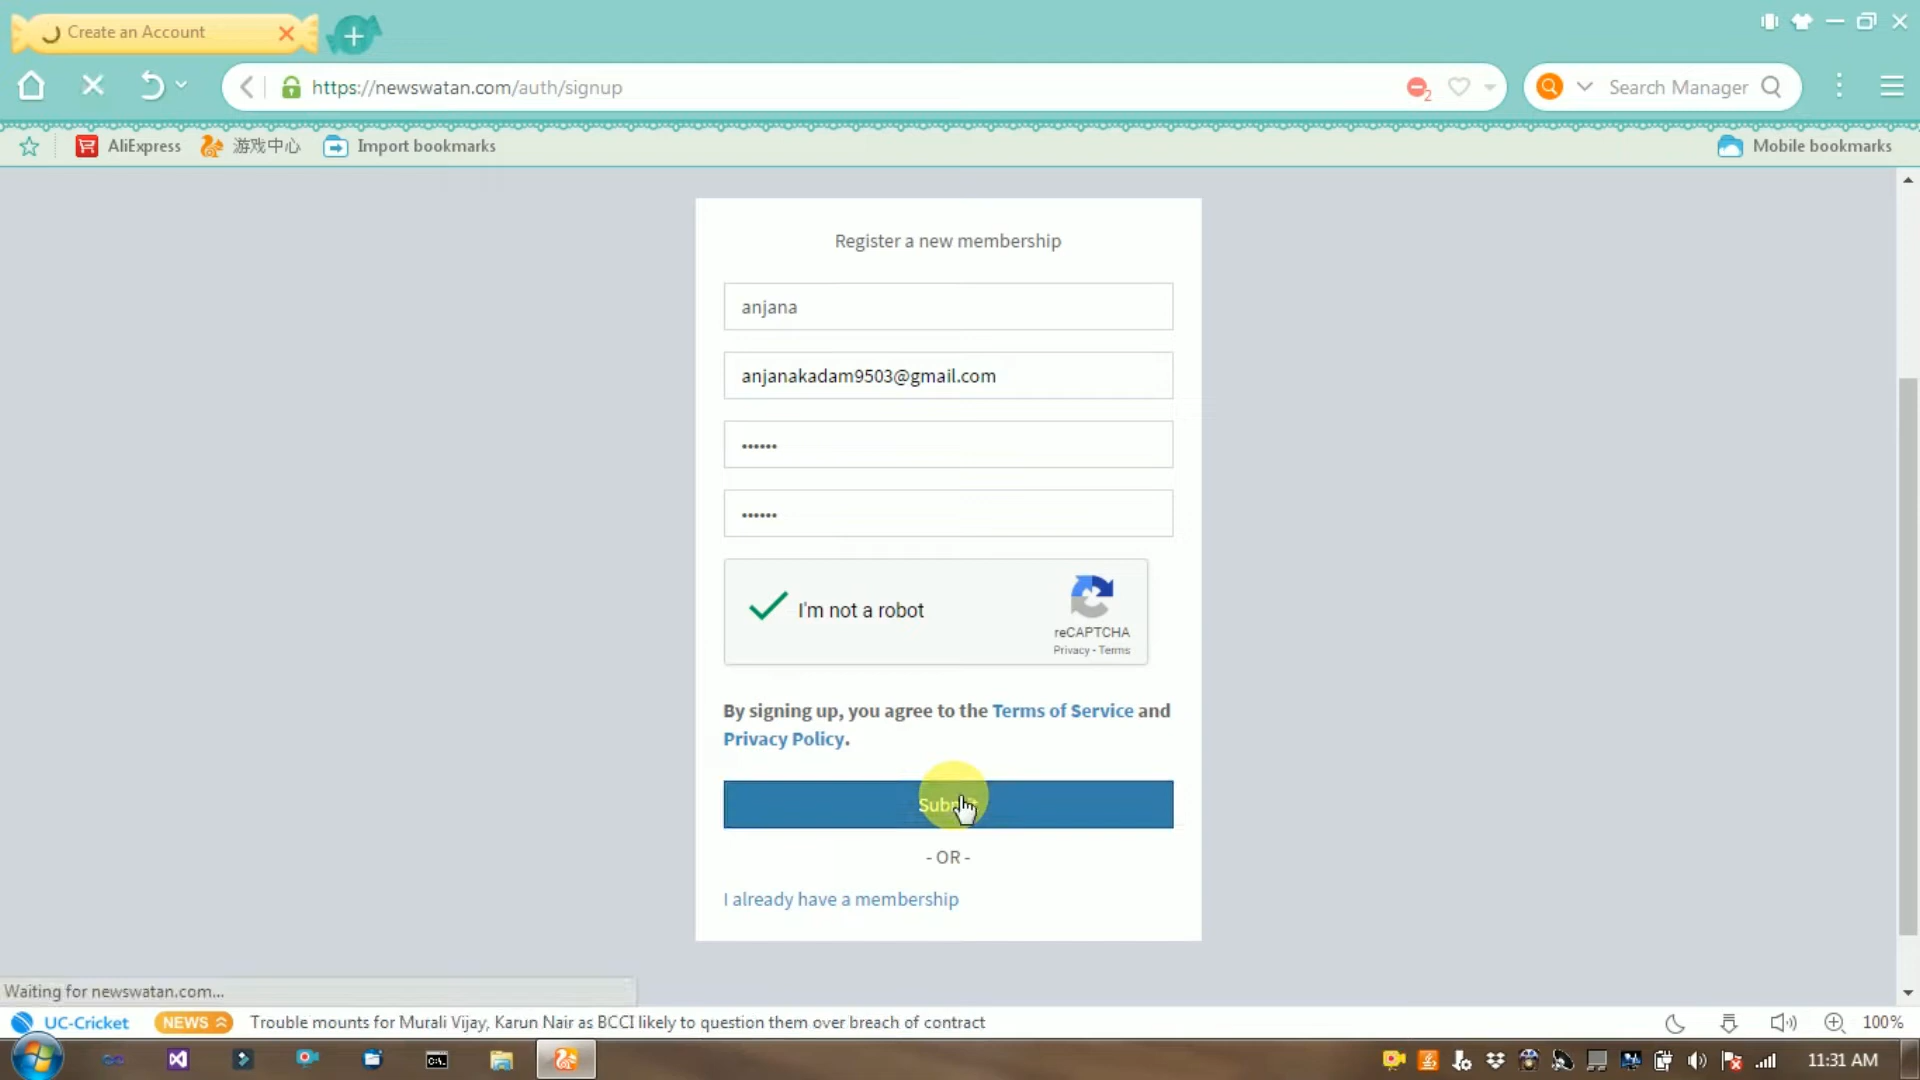 Create an Account
https://newswatan.com/auth/signup
2
Search Manager
AliExpress
游戏中心
Import bookmarks
Mobile bookmarks
Register a new membership
anjana
anjanakadam9503@gmail.com
••••••
••••••
I'm not a robot
reCAPTCHA
Privacy - Terms
By signing up, you agree to the Terms of Service and
Privacy Policy.
Submit
- OR -
I already have a membership
Waiting for newswatan.com...
UC-Cricket
NEWS
Trouble mounts for Murali Vijay, Karun Nair as BCCI likely to question them over breach of contract
100%
11:31 AM